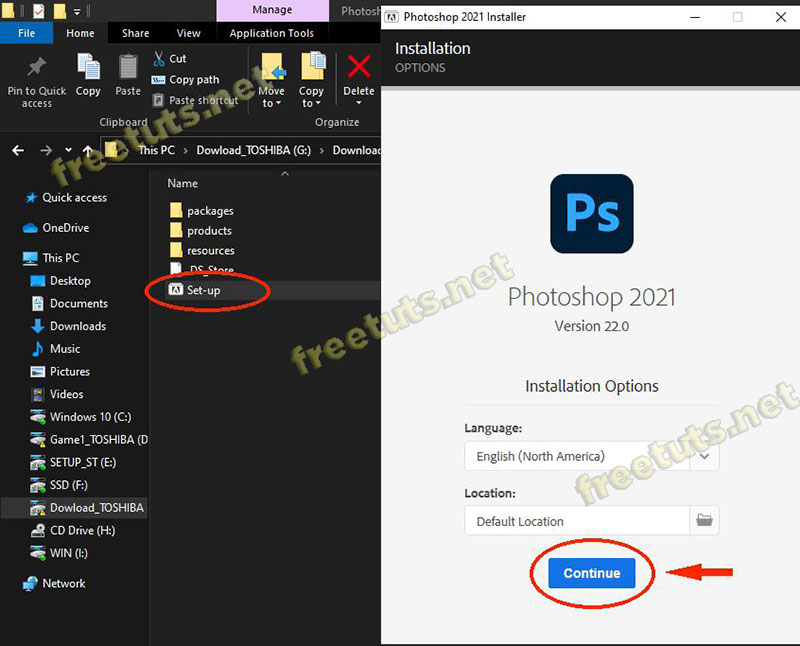 Manage
Photosh
File
Home
Share
View
Application Tools
Pin to Quick
access
Copy
Paste
Cut
Copy path
Paste shortcut
Move
to
Copy
to
Delete
Clipboard
Organize
This PC > Dowload_TOSHIBA (G:) > Download
Name
Quick access
OneDrive
This PC
Desktop
Documents
Downloads
Music
Pictures
Videos
Windows 10 (C:)
Game1_TOSHIBA (D
SETUP_ST (E:)
SSD (F:)
Dowload_TOSHIBA
CD Drive (H:)
WIN (I:)
Network
packages
products
resources
.DS_Store
Set-up
Photoshop 2021 Installer
Installation
OPTIONS
Ps
Photoshop 2021
Version 22.0
Installation Options
Language:
English (North America)
Location:
Default Location
Continue
freetuts.net
freetuts.net
freetuts.net